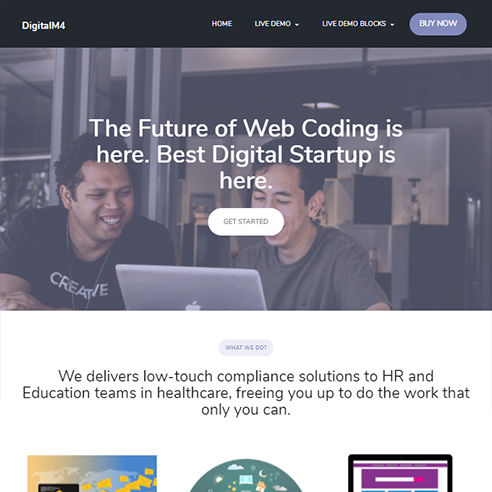 DigitalM4
HOME LIVE DEMO LIVE DEMO BLOCKS BUY NOW
The Future of Web Coding is
here. Best Digital Startup is
here.
GET STARTED
CREATIVE
WHAT WE DO?
We delivers low-touch compliance solutions to HR and
Education teams in healthcare, freeing you up to do the work that
only you can.